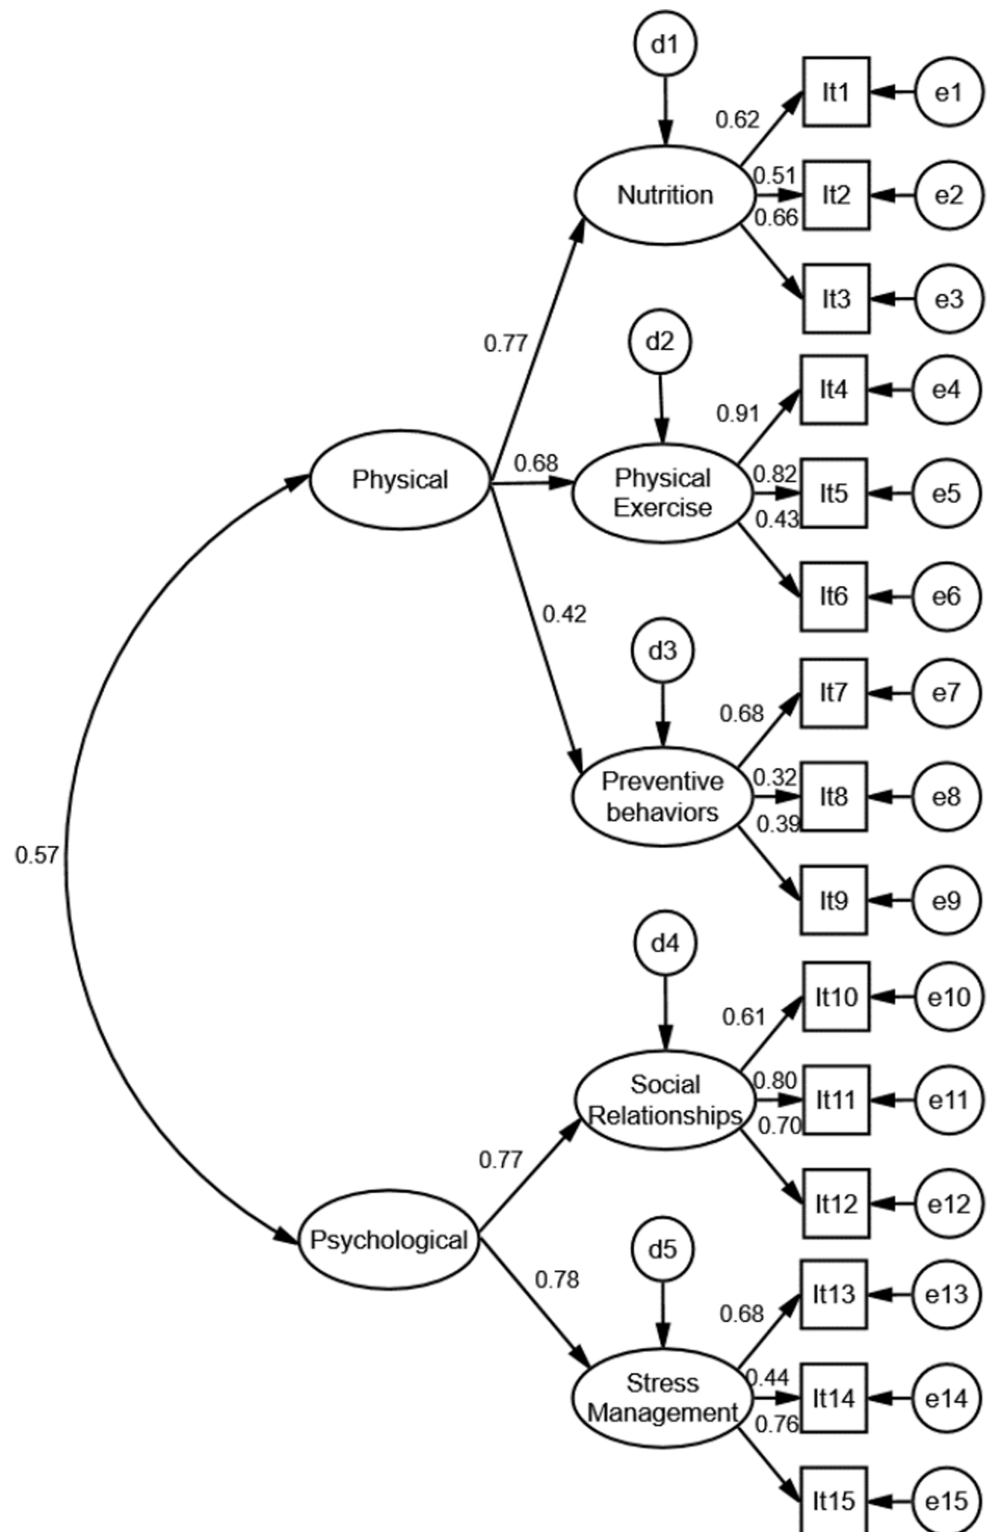 d1
It1
e1
0.62
0.51
Nutrition
It2
e2
0.66
It3
e3
0.77
d2
It4
e4
0.91
0.68
Physical
Physical
Exercise
0.82
It5
e5
0.43
It6
e6
0.42
d3
It7
e7
0.68
Preventive
behaviors
0.32
It8
e8
0.39
0.57
It9
e9
d4
It10
e10
0.61
Social
Relationships
0.80
It11
e11
0.70
0.77
It12
e12
Psychological
d5
0.78
It13
e13
0.68
Stress
Management
0.44
It14
e14
0.76
It15
e15